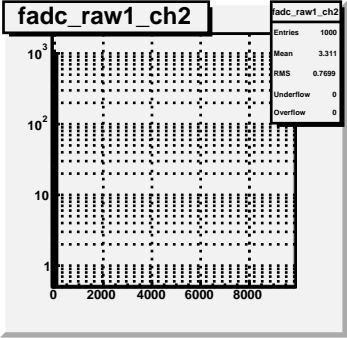 fadc_raw1_ch2
fadc_raw1_ch2
Entries 1000
Mean 3.311
RMS 0.7699
Underflow 0
Overflow 0
10^3
10^2
10
1
0 2000 4000 6000 8000